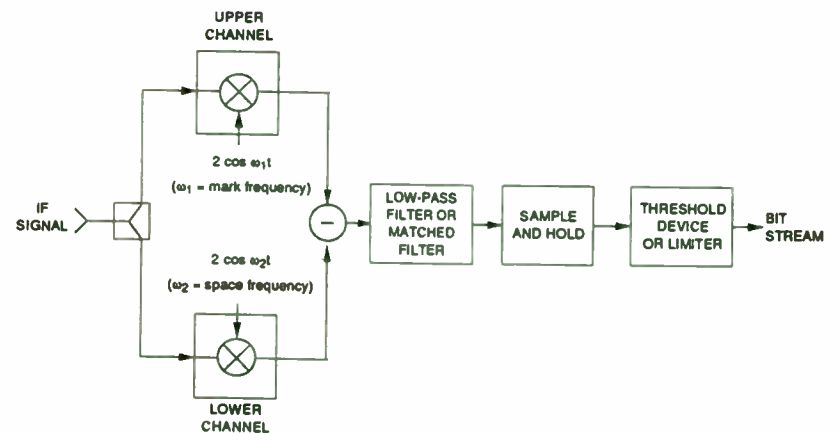 UPPER
CHANNEL
2 cos ω₁t
(ω₁ = mark frequency)
IF
SIGNAL
−
LOW-PASS
FILTER OR
MATCHED
FILTER
SAMPLE
AND HOLD
THRESHOLD
DEVICE
OR LIMITER
BIT
STREAM
2 cos ω₂t
(ω₂ = space frequency)
LOWER
CHANNEL